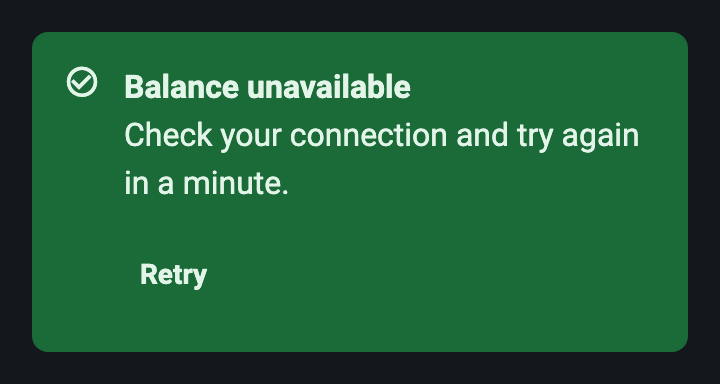 Balance unavailable
Check your connection and try again
in a minute.
Retry